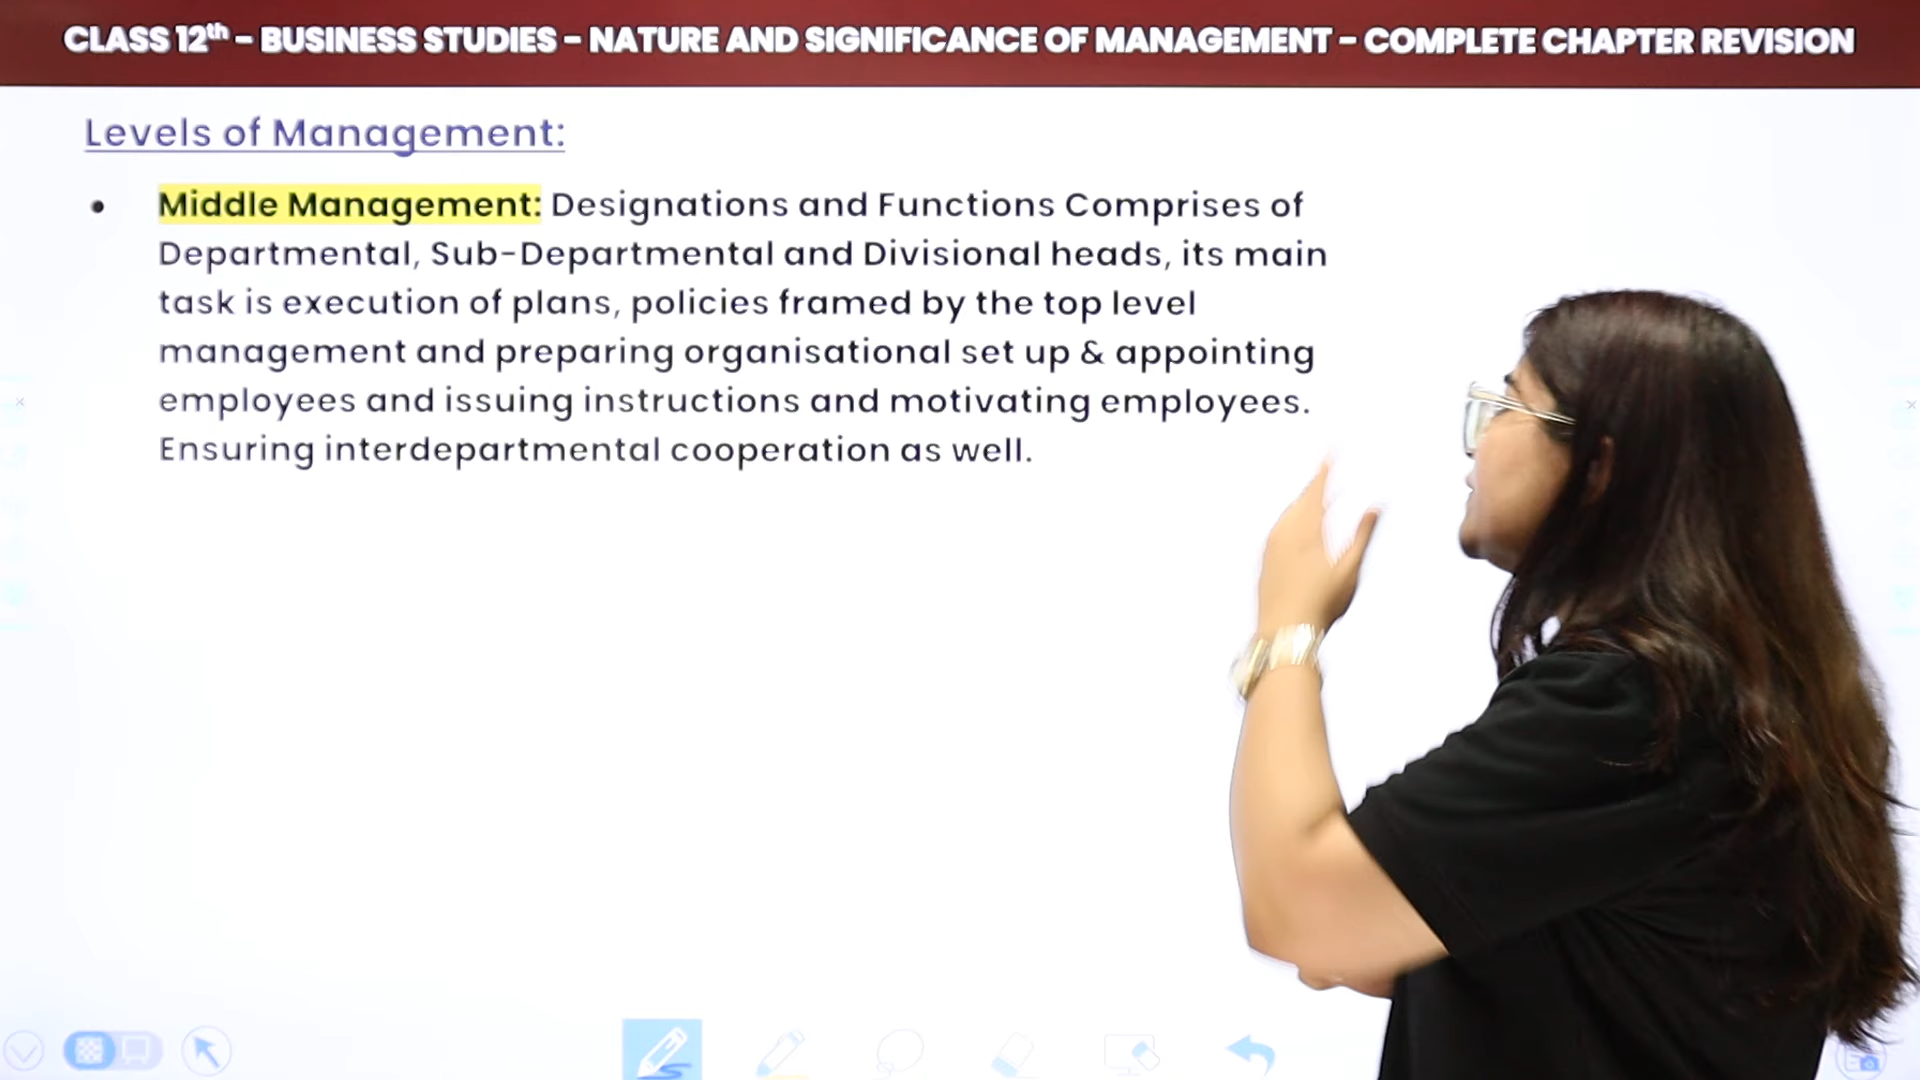 CLASS 12th – BUSINESS STUDIES – NATURE AND SIGNIFICANCE OF MANAGEMENT – COMPLETE CHAPTER REVISION
Levels of Management:
• Middle Management: Designations and Functions Comprises of
Departmental, Sub-Departmental and Divisional heads, its main
task is execution of plans, policies framed by the top level
management and preparing organisational set up & appointing
employees and issuing instructions and motivating employees.
Ensuring interdepartmental cooperation as well.